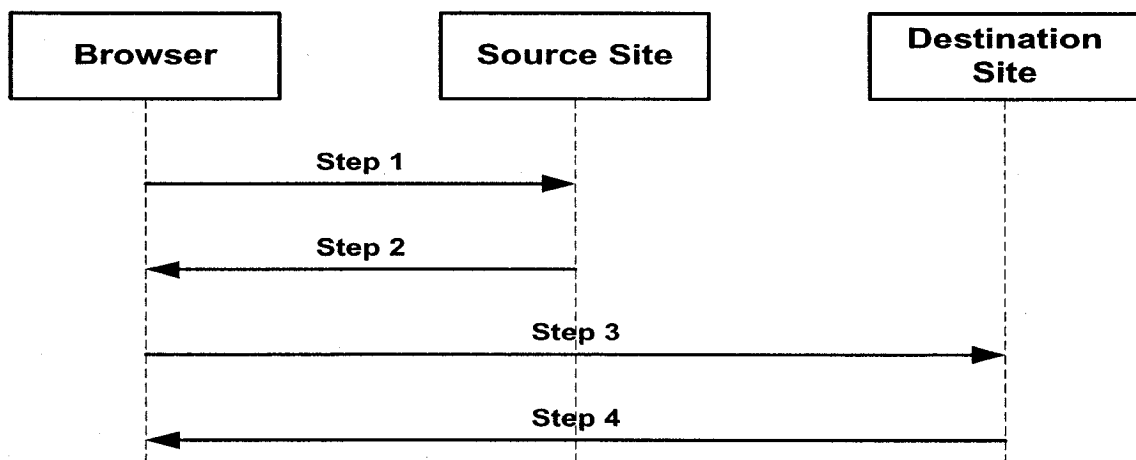 Browser
Source Site
Destination
Site
Step 1
Step 2
Step 3
Step 4